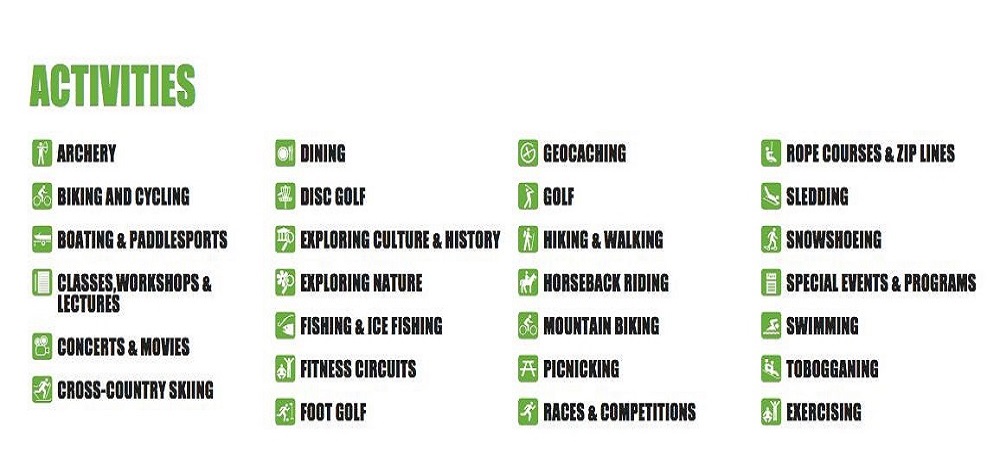 ACTIVITIES
ARCHERY
BIKING AND CYCLING
BOATING & PADDLESPORTS
CLASSES,WORKSHOPS &
LECTURES
CONCERTS & MOVIES
CROSS-COUNTRY SKIING
DINING
DISC GOLF
EXPLORING CULTURE & HISTORY
EXPLORING NATURE
FISHING & ICE FISHING
FITNESS CIRCUITS
FOOT GOLF
GEOCACHING
GOLF
HIKING & WALKING
HORSEBACK RIDING
MOUNTAIN BIKING
PICNICKING
RACES & COMPETITIONS
ROPE COURSES & ZIP LINES
SLEDDING
SNOWSHOEING
SPECIAL EVENTS & PROGRAMS
SWIMMING
TOBOGGANING
EXERCISING